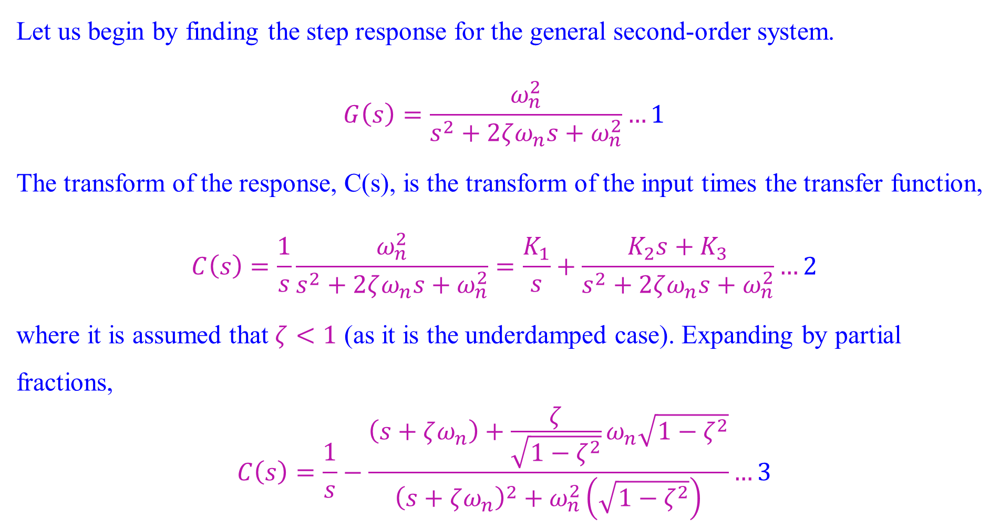 Let us begin by finding the step response for the general second-order system.
G(s) = \frac{\omega_n^2}{s^2 + 2\zeta\omega_n s + \omega_n^2} ... 1
The transform of the response, C(s), is the transform of the input times the transfer function,
C(s) = \frac{1}{s} \frac{\omega_n^2}{s^2 + 2\zeta\omega_n s + \omega_n^2} = \frac{K_1}{s} + \frac{K_2 s + K_3}{s^2 + 2\zeta\omega_n s + \omega_n^2} ... 2
where it is assumed that ζ < 1 (as it is the underdamped case). Expanding by partial
fractions,
C(s) = \frac{1}{s} - \frac{(s + \zeta\omega_n) + \frac{\zeta}{\sqrt{1 - \zeta^2}} \omega_n \sqrt{1 - \zeta^2}}{(s + \zeta\omega_n)^2 + \omega_n^2 \left(\sqrt{1 - \zeta^2}\right)} ... 3